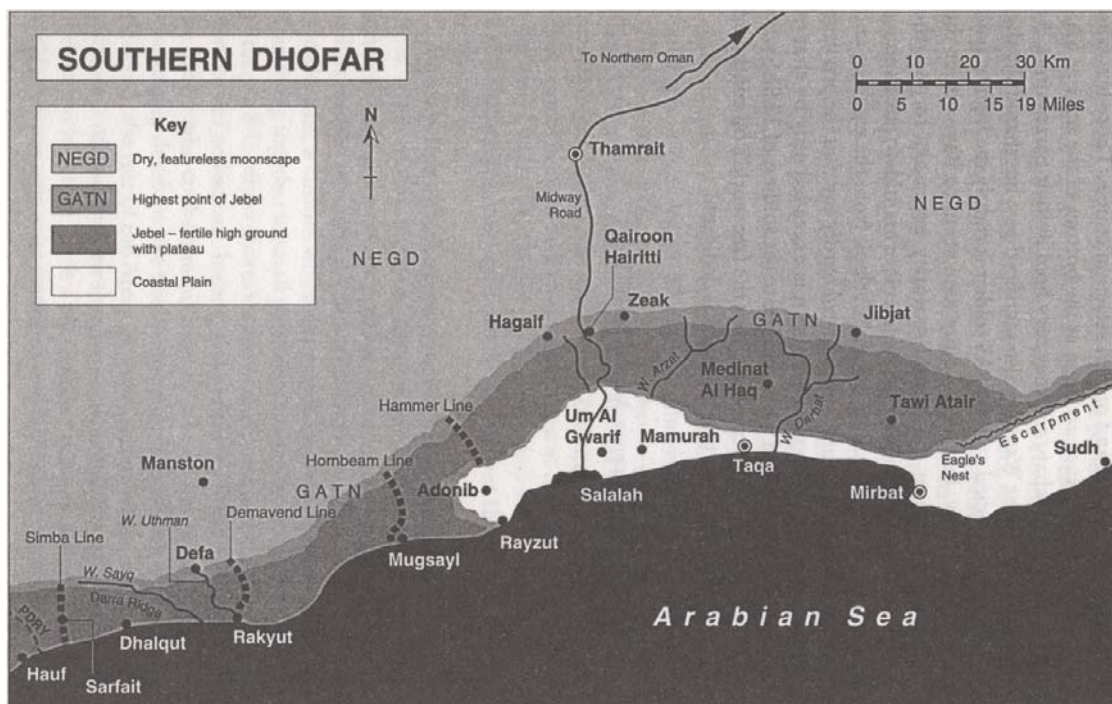 SOUTHERN DHOFAR
Key
NEGD Dry, featureless moonscape
GATN Highest point of Jebel
Jebel – fertile high ground
with plateau
Coastal Plain
N
To Northern Oman
0 10 20 30 Km
0 5 10 15 19 Miles
Thamrait
Midway
Road
NEGD
NEGD
Qairoon
Hairitti
Zeak
Hagaif
GATN
Jibjat
W. Arzat
Medinat
Al Haq
W. Darbat
Tawi Atair
Hammer Line
Um Al
Gwarif
Mamurah
Taqa
Escarpment
Eagle's
Nest
Sudh
Mirbat
Hornbeam Line
Manston
GATN
Adonib
Salalah
Rayzut
W. Uthman
Demavend Line
Mugsayl
Simba Line
Defa
W. Sayq
Darra Ridge
PDRY
Dhalqut
Rakyut
Hauf
Sarfait
Arabian Sea